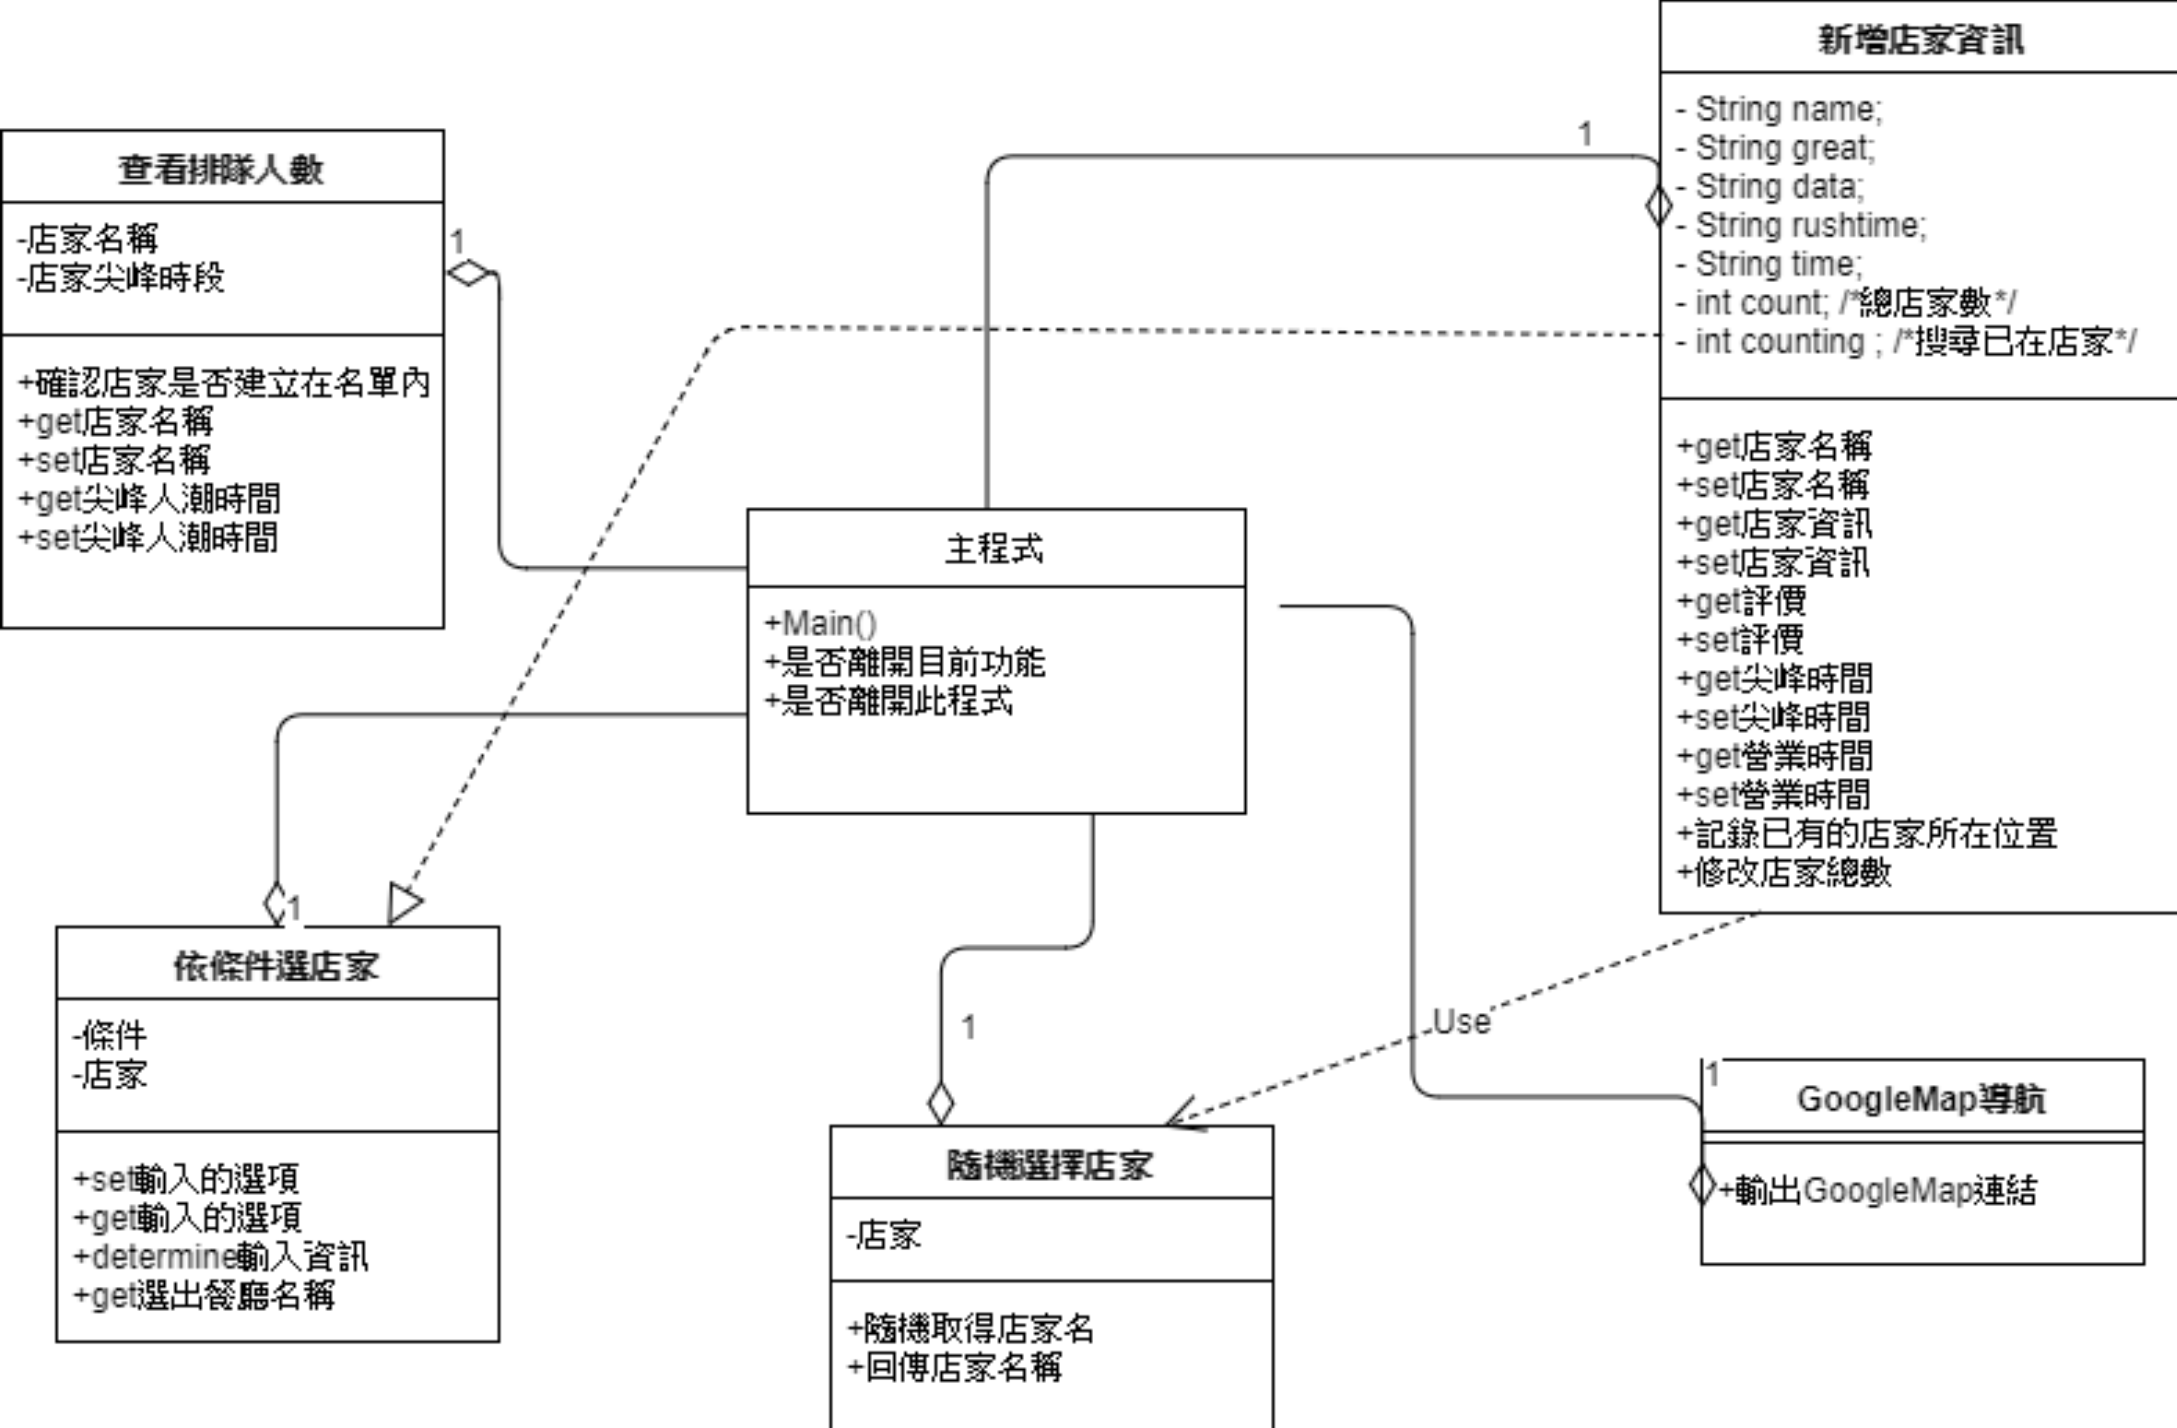 新增店家資訊
- String name;
- String great;
- String data;
- String rushtime;
- String time;
- int count; /*總店家數*/
- int counting ; /*搜尋已在店家*/
+get店家名稱
+set店家名稱
+get店家資訊
+set店家資訊
+get評價
+set評價
+get尖峰時間
+set尖峰時間
+get營業時間
+set營業時間
+記錄已有的店家所在位置
+修改店家總數
1
查看排隊人數
-店家名稱
-店家尖峰時段
+確認店家是否建立在名單內
+get店家名稱
+set店家名稱
+get尖峰人潮時間
+set尖峰人潮時間
1
主程式
+Main()
+是否離開目前功能
+是否離開此程式
1
依條件選店家
-條件
-店家
+set輸入的選項
+get輸入的選項
+determine輸入資訊
+get選出餐廳名稱
1
Use
隨機選擇店家
-店家
+隨機取得店家名
+回傳店家名稱
1
GoogleMap導航
+輸出GoogleMap連結